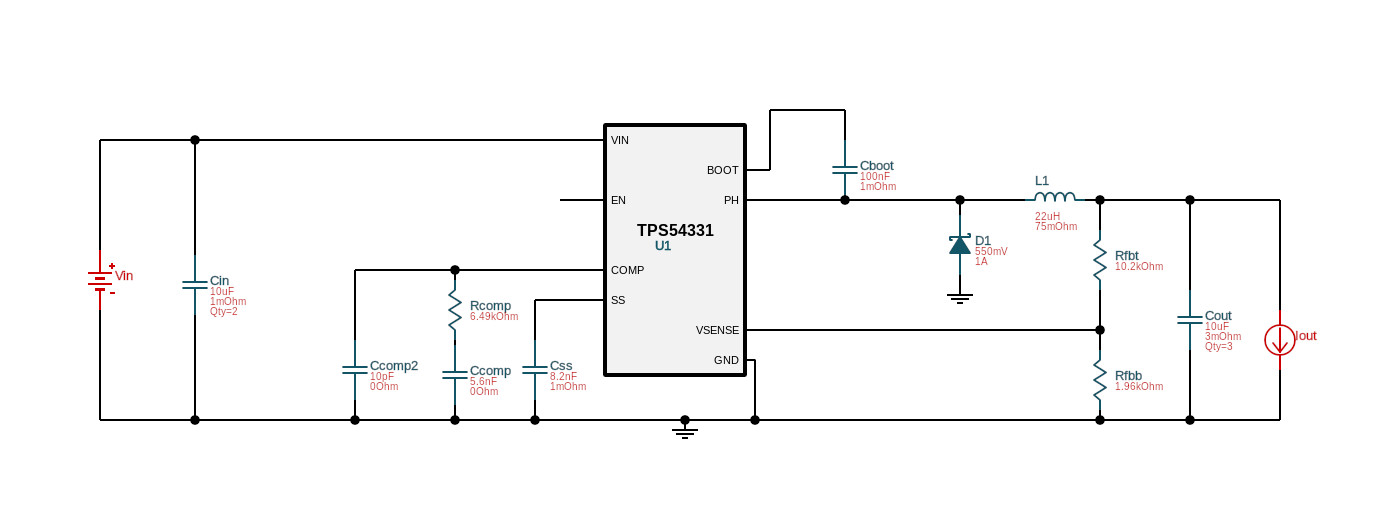 Vin
+
-
Cin
10uF
1mOhm
Qty=2
Ccomp2
10pF
0Ohm
Rcomp
6.49kOhm
Ccomp
5.6nF
0Ohm
Css
8.2nF
1mOhm
VIN
EN
COMP
SS
TPS54331
U1
BOOT
PH
VSENSE
GND
Cboot
100nF
1mOhm
D1
550mV
1A
L1
22uH
75mOhm
Rfbt
10.2kOhm
Rfbb
1.96kOhm
Cout
10uF
3mOhm
Qty=3
Iout